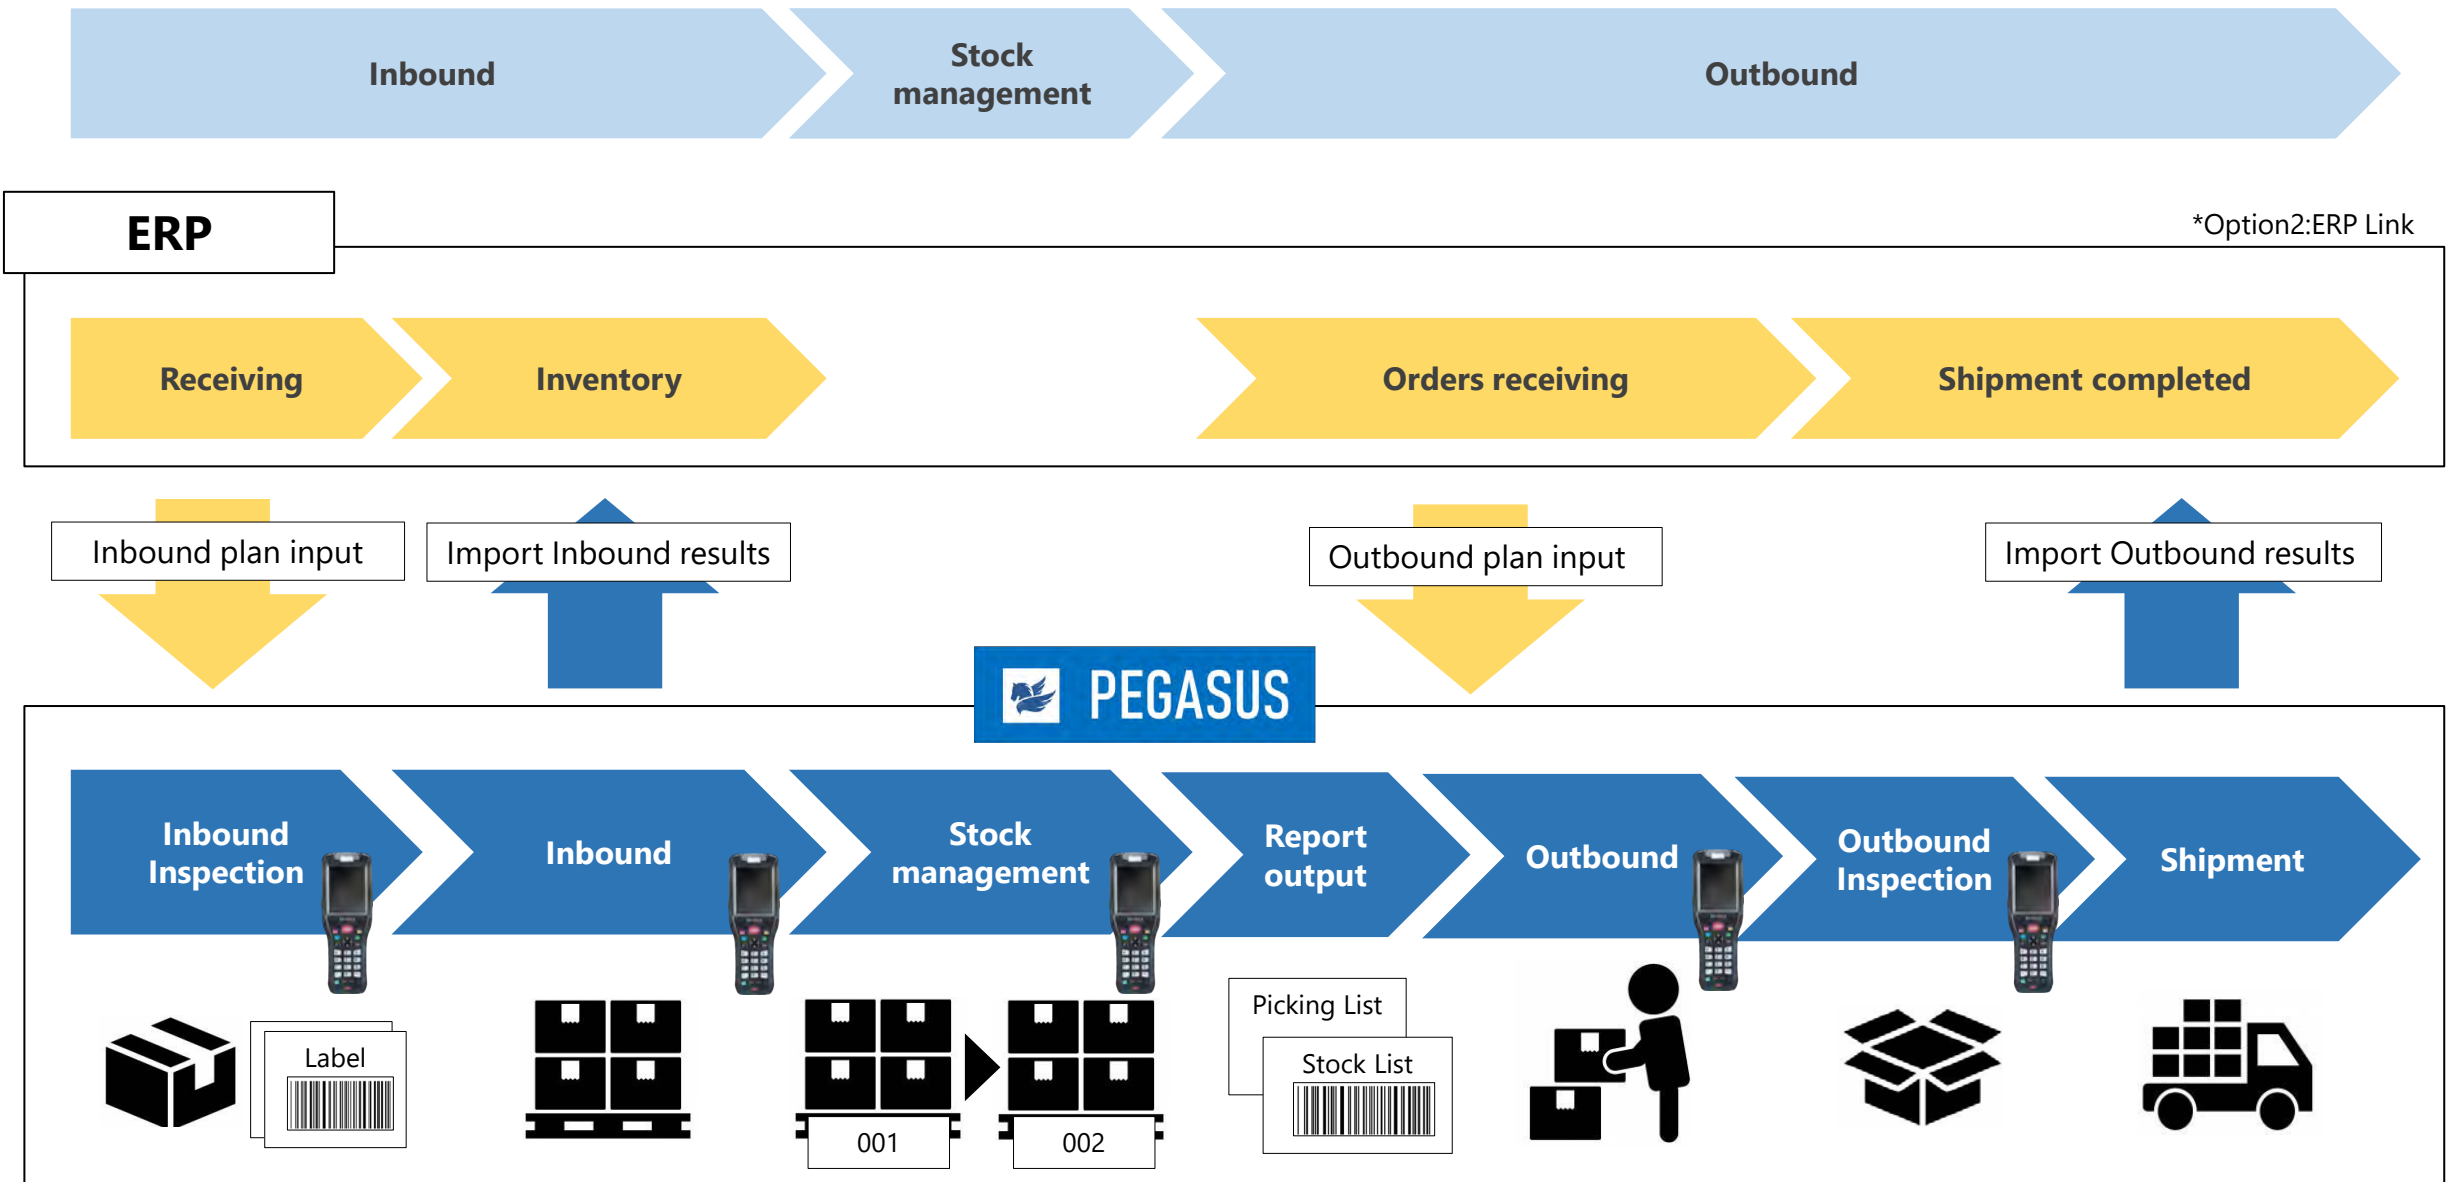 Inbound
Stock
management
Outbound
ERP
*Option2:ERP Link
Receiving
Inventory
Orders receiving
Shipment completed
Inbound plan input
Import Inbound results
Outbound plan input
Import Outbound results
PEGASUS
Inbound
Inspection
Inbound
Stock
management
Report
output
Outbound
Outbound
Inspection
Shipment
Label
001
002
Picking List
Stock List